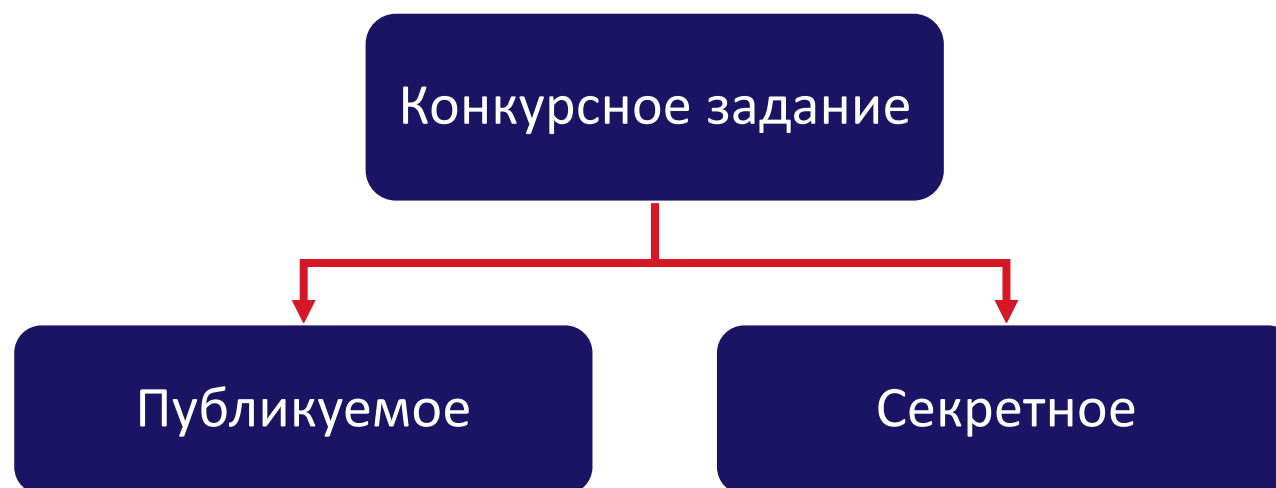 Конкурсное задание
Публикуемое
Секретное